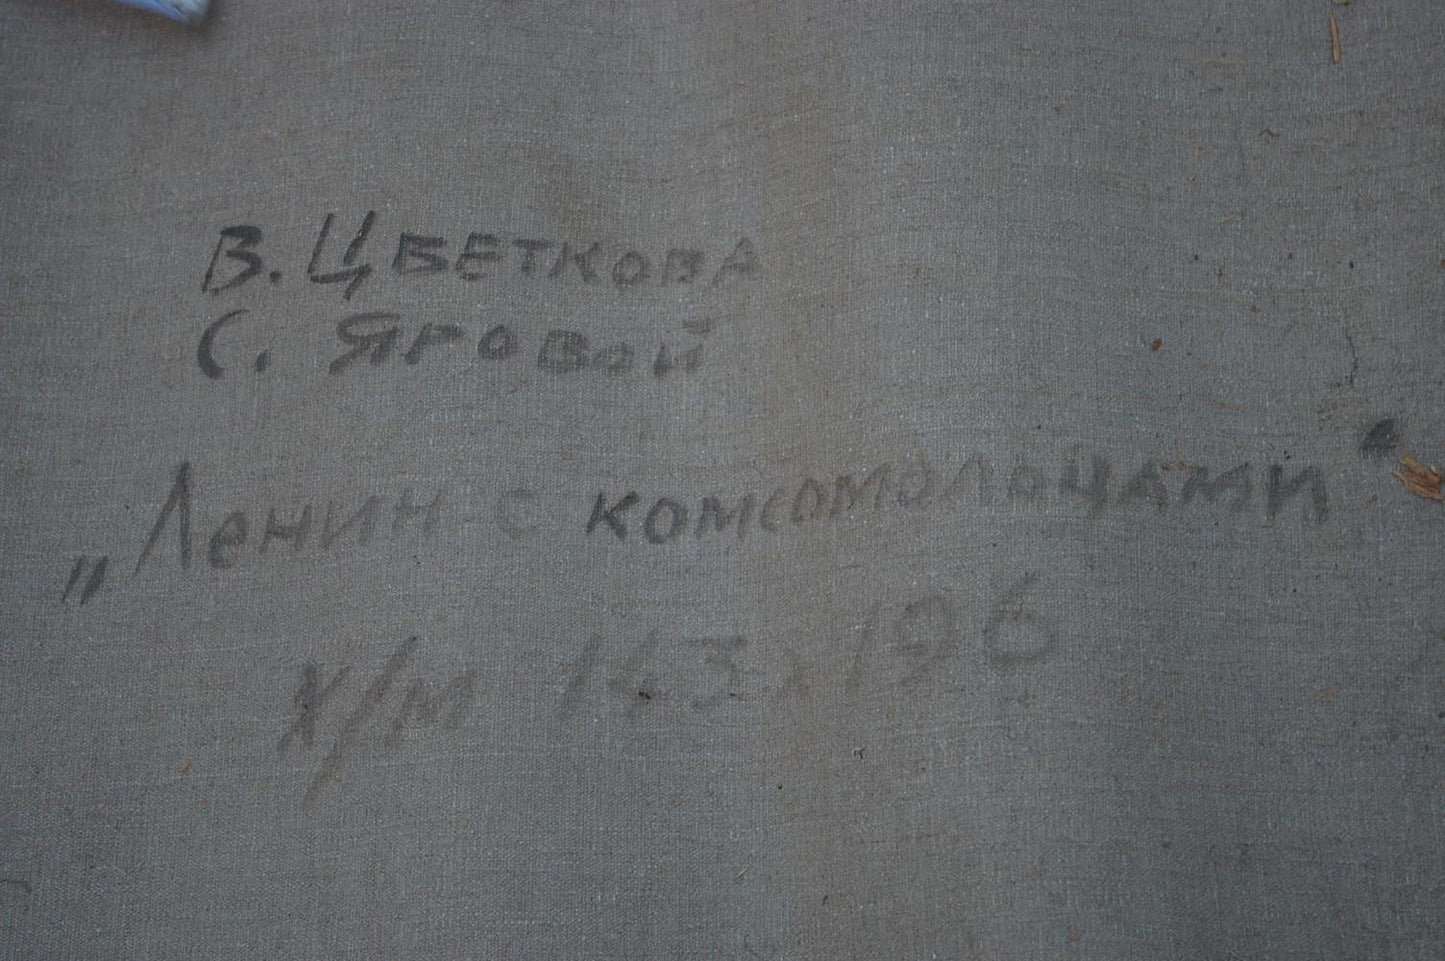 В. Цветкова
С. Яровой
„Ленин с комсомольцами"
х/м 143х196